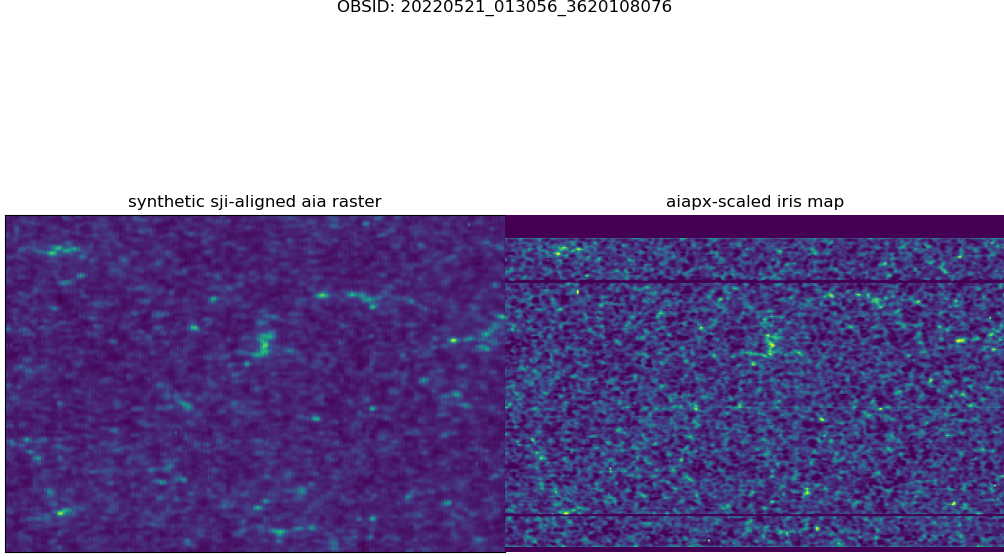 OBSID: 20220521_013056_3620108076
synthetic sji-aligned aia raster
aiapx-scaled iris map